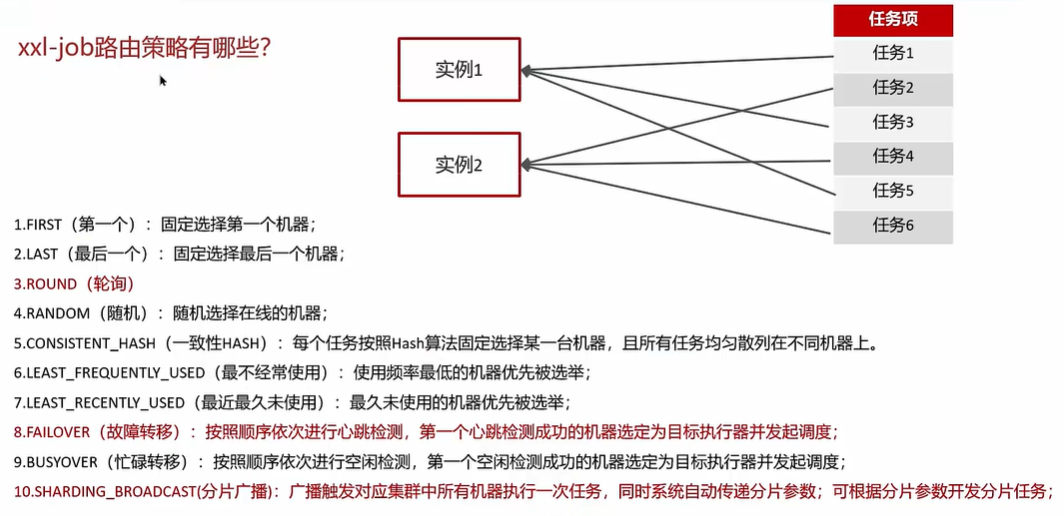 xxl-job路由策略有哪些?
实例1
实例2
任务项
任务1
任务2
任务3
任务4
任务5
任务6
1.FIRST（第一个）：固定选择第一个机器；
2.LAST（最后一个）：固定选择最后一个机器；
3.ROUND（轮询）
4.RANDOM（随机）：随机选择在线的机器；
5.CONSISTENT_HASH（一致性HASH）：每个任务按照Hash算法固定选择某一台机器，且所有任务均匀散列在不同机器上。
6.LEAST_FREQUENTLY_USED（最不经常使用）：使用频率最低的机器优先被选举；
7.LEAST_RECENTLY_USED（最近最久未使用）：最久未使用的机器优先被选举；
8.FAILOVER（故障转移）：按照顺序依次进行心跳检测，第一个心跳检测成功的机器选定为目标执行器并发起调度；
9.BUSYOVER（忙碌转移）：按照顺序依次进行空闲检测，第一个空闲检测成功的机器选定为目标执行器并发起调度；
10.SHARDING_BROADCAST(分片广播)：广播触发对应集群中所有机器执行一次任务，同时系统自动传递分片参数；可根据分片参数开发分片任务；